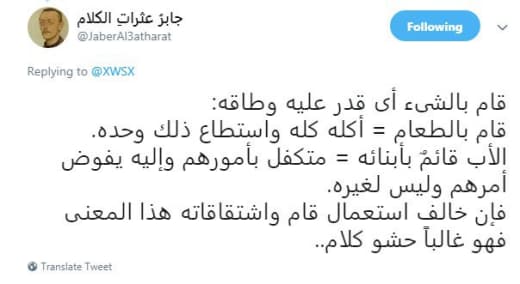 جابرُ عثراتِ الكلام
@JaberAl3atharat
Following
Replying to @XWSX
قام بالشىء أى قدر عليه وطاقه:
قام بالطعام = أكله كله واستطاع ذلك وحده.
الأب قائمٌ بأبنائه = متكفل بأمورهم وإليه يفوض
أمرهم وليس لغيره.
فإن خالف استعمال قام واشتقاقاته هذا المعنى
فهو غالباً حشو كلام..
Translate Tweet